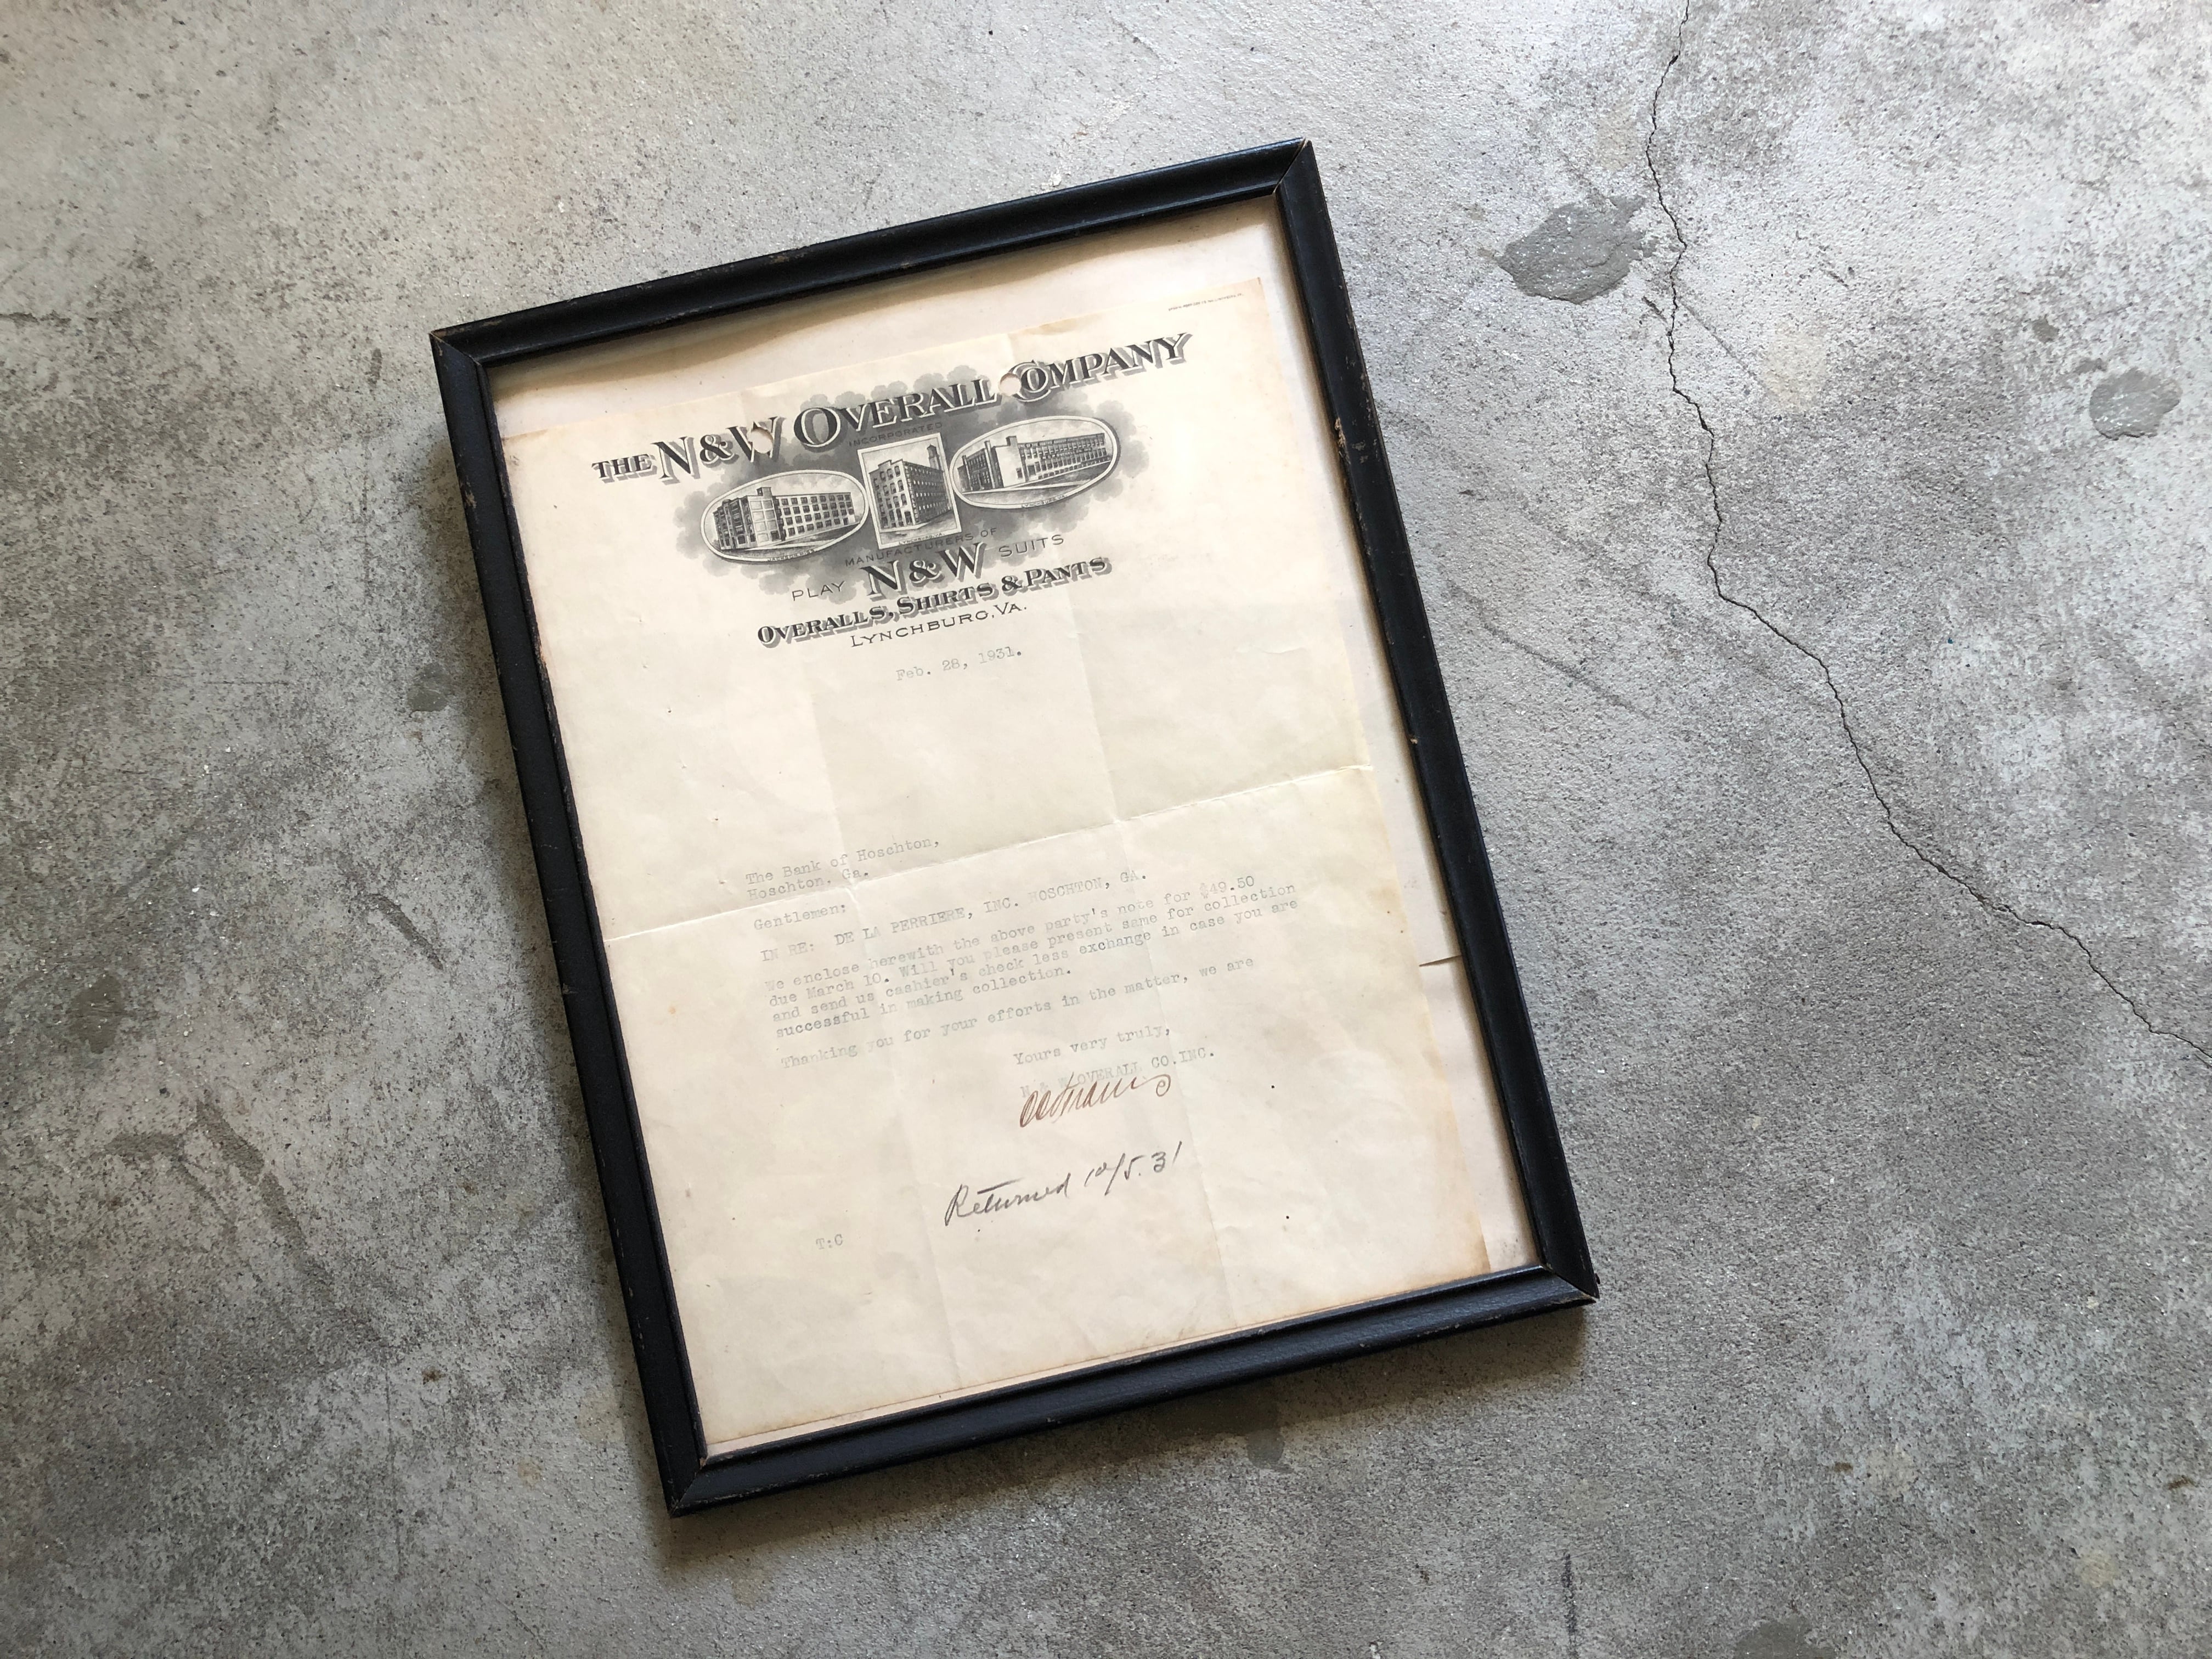 THE N&W OVERALL COMPANY
INCORPORATED
MANUFACTURERS OF
PLAY N&W SUITS
OVERALLS, SHIRTS & PANTS
LYNCHBURG, VA.
Feb. 28, 1931.
The Bank of Hoschton,
Hoschton, Ga.
Gentlemen:
IN RE: DE LA PERRIERE, INC. HOSCHTON, GA.
We enclose herewith the above party's note for $49.50
due March 10. Will you please present same for collection
and send us cashier's check less exchange in case you are
successful in making collection.
Thanking you for your efforts in the matter, we are
Yours very truly,
N & W OVERALL CO.INC.
Returned 10/5.31
T:C